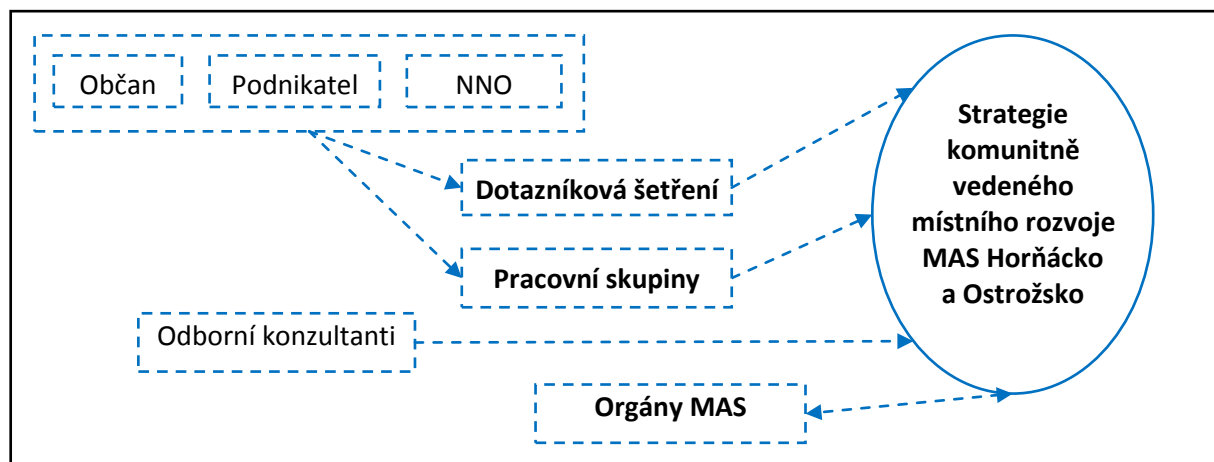 Občan
Podnikatel
NNO
Dotazníková šetření
Pracovní skupiny
Odborní konzultanti
Orgány MAS
Strategie
komunitně
vedeného
místního rozvoje
MAS Horňácko
a Ostrožsko